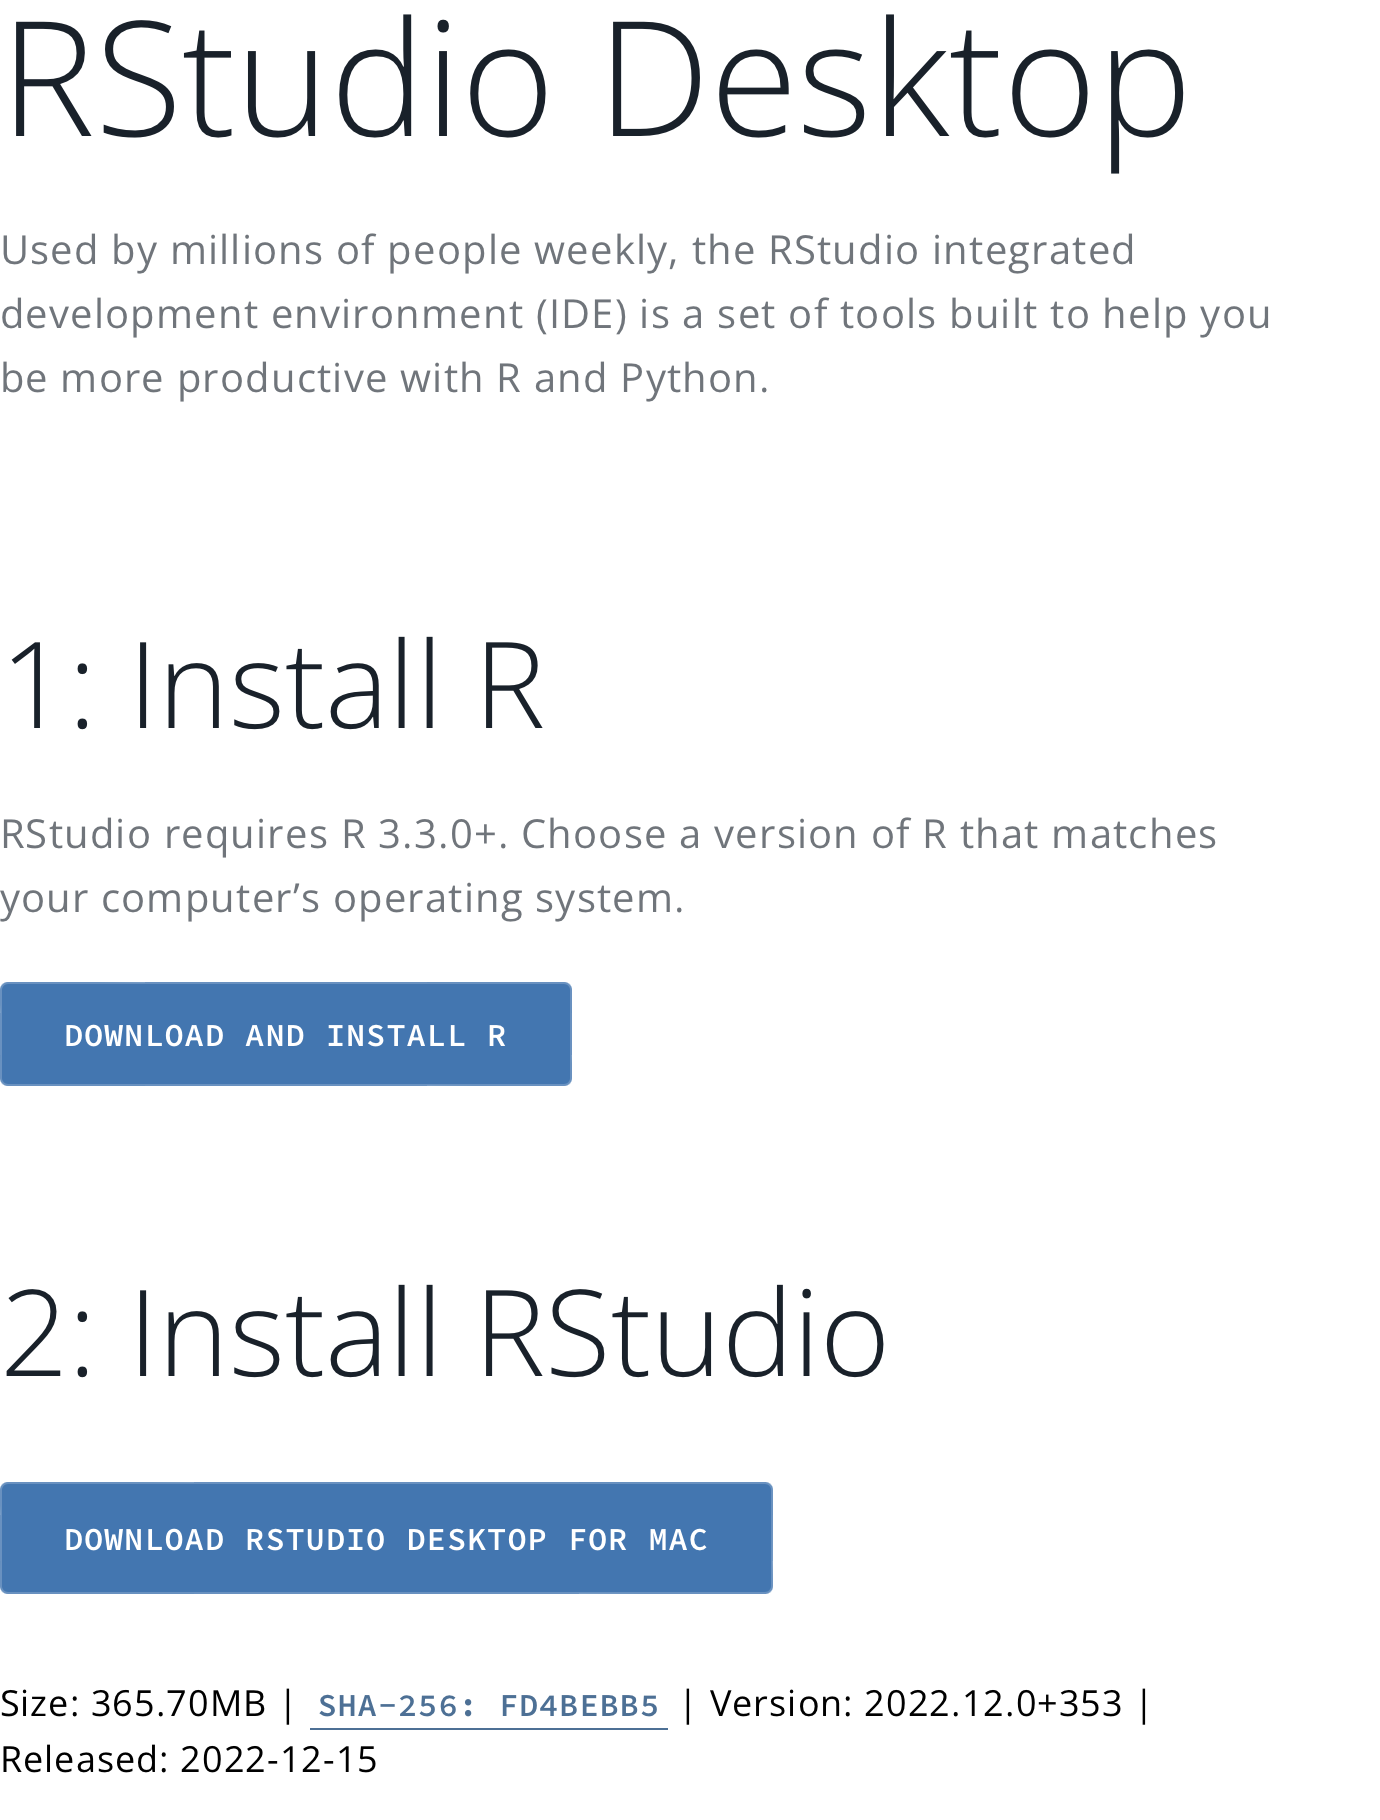 RStudio Desktop
Used by millions of people weekly, the RStudio integrated
development environment (IDE) is a set of tools built to help you
be more productive with R and Python.
1: Install R
RStudio requires R 3.3.0+. Choose a version of R that matches
your computer’s operating system.
DOWNLOAD AND INSTALL R
2: Install RStudio
DOWNLOAD RSTUDIO DESKTOP FOR MAC
Size: 365.70MB | SHA-256: FD4BEBB5 | Version: 2022.12.0+353 |
Released: 2022-12-15